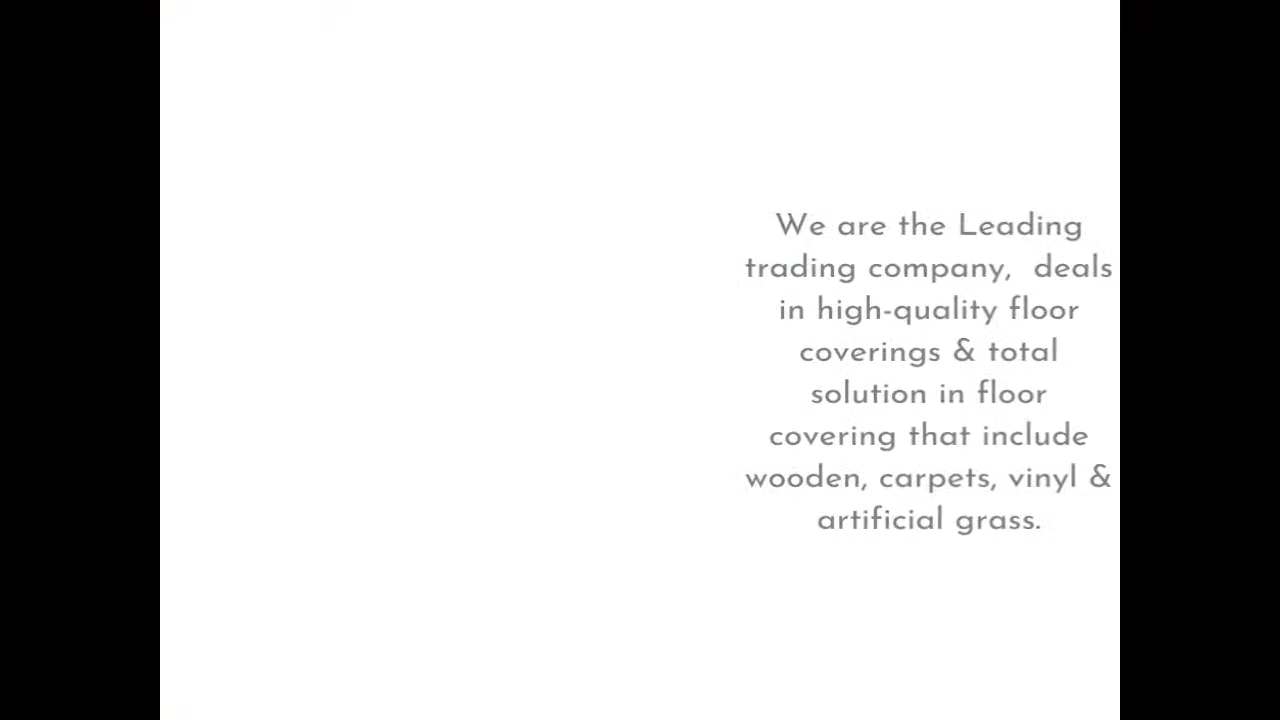 We are the Leading
trading company,  deals
in high-quality floor
coverings & total
solution in floor
covering that include
wooden, carpets, vinyl &
artificial grass.